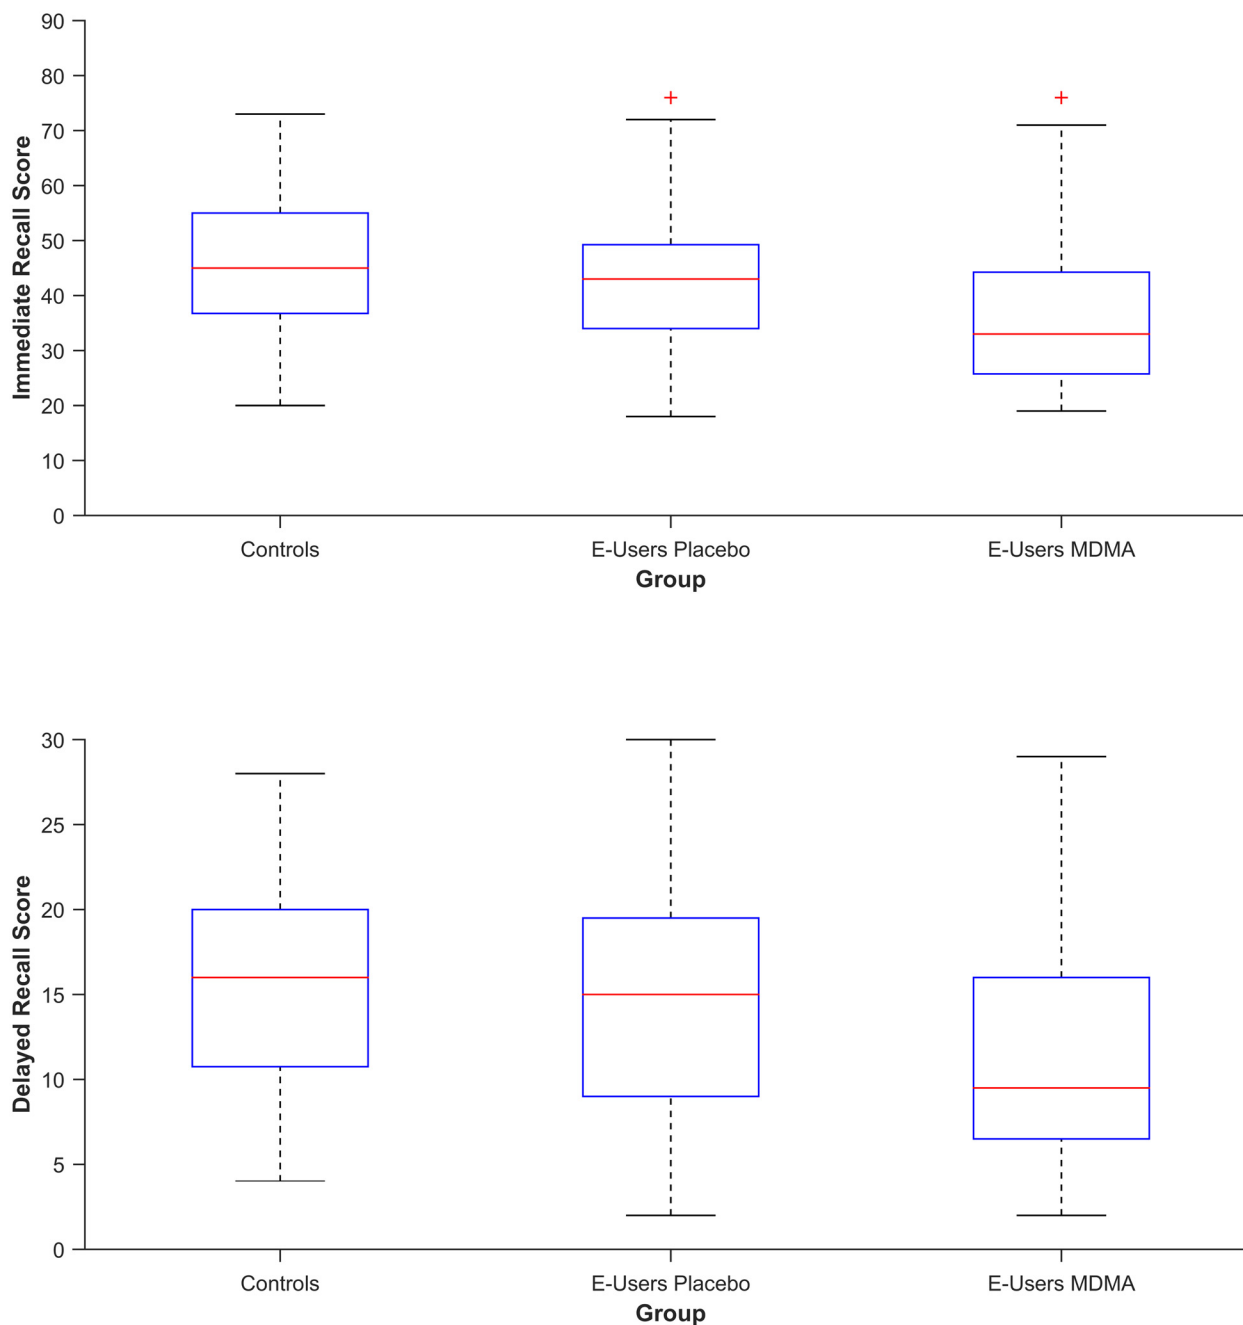 90
80
70
60
50
40
30
20
10
0
Immediate Recall Score
Controls
E-Users Placebo
E-Users MDMA
Group
30
25
20
15
10
5
0
Delayed Recall Score
Controls
E-Users Placebo
E-Users MDMA
Group